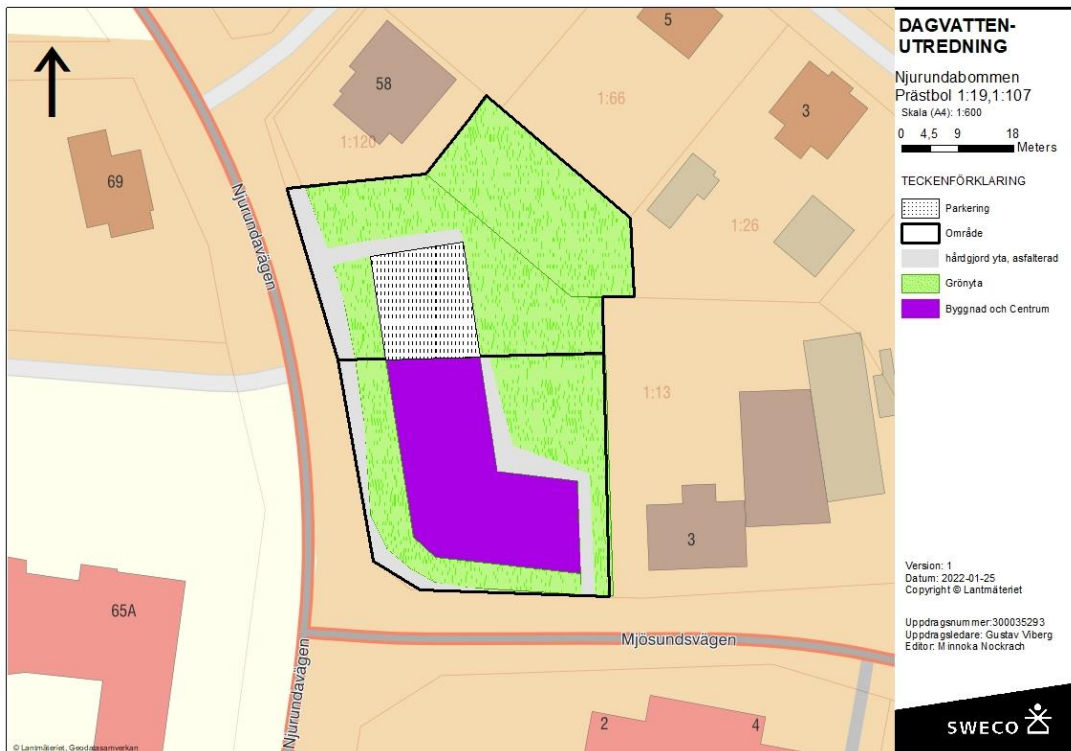 5
58
1:66
1:120
3
69
1:26
Njurundavägen
1:13
3
65A
Mjösundsvägen
Njurundavägen
2
4
© Lantmäteriet, Geodatasamverkan
DAGVATTEN-
UTREDNING
Njurundabommen
Prästbol 1:19,1:107
Skala (A4): 1:600
0 4,5 9 18
Meters
TECKENFÖRKLARING
Parkering
Område
hårdgjord yta, asfalterad
Grönyta
Byggnad och Centrum
Version: 1
Datum: 2022-01-25
Copyright © Lantmäteriet
Uppdragsnummer:300035293
Uppdragsledare: Gustav Viberg
Editor: Minnoka Nockrach
SWECO